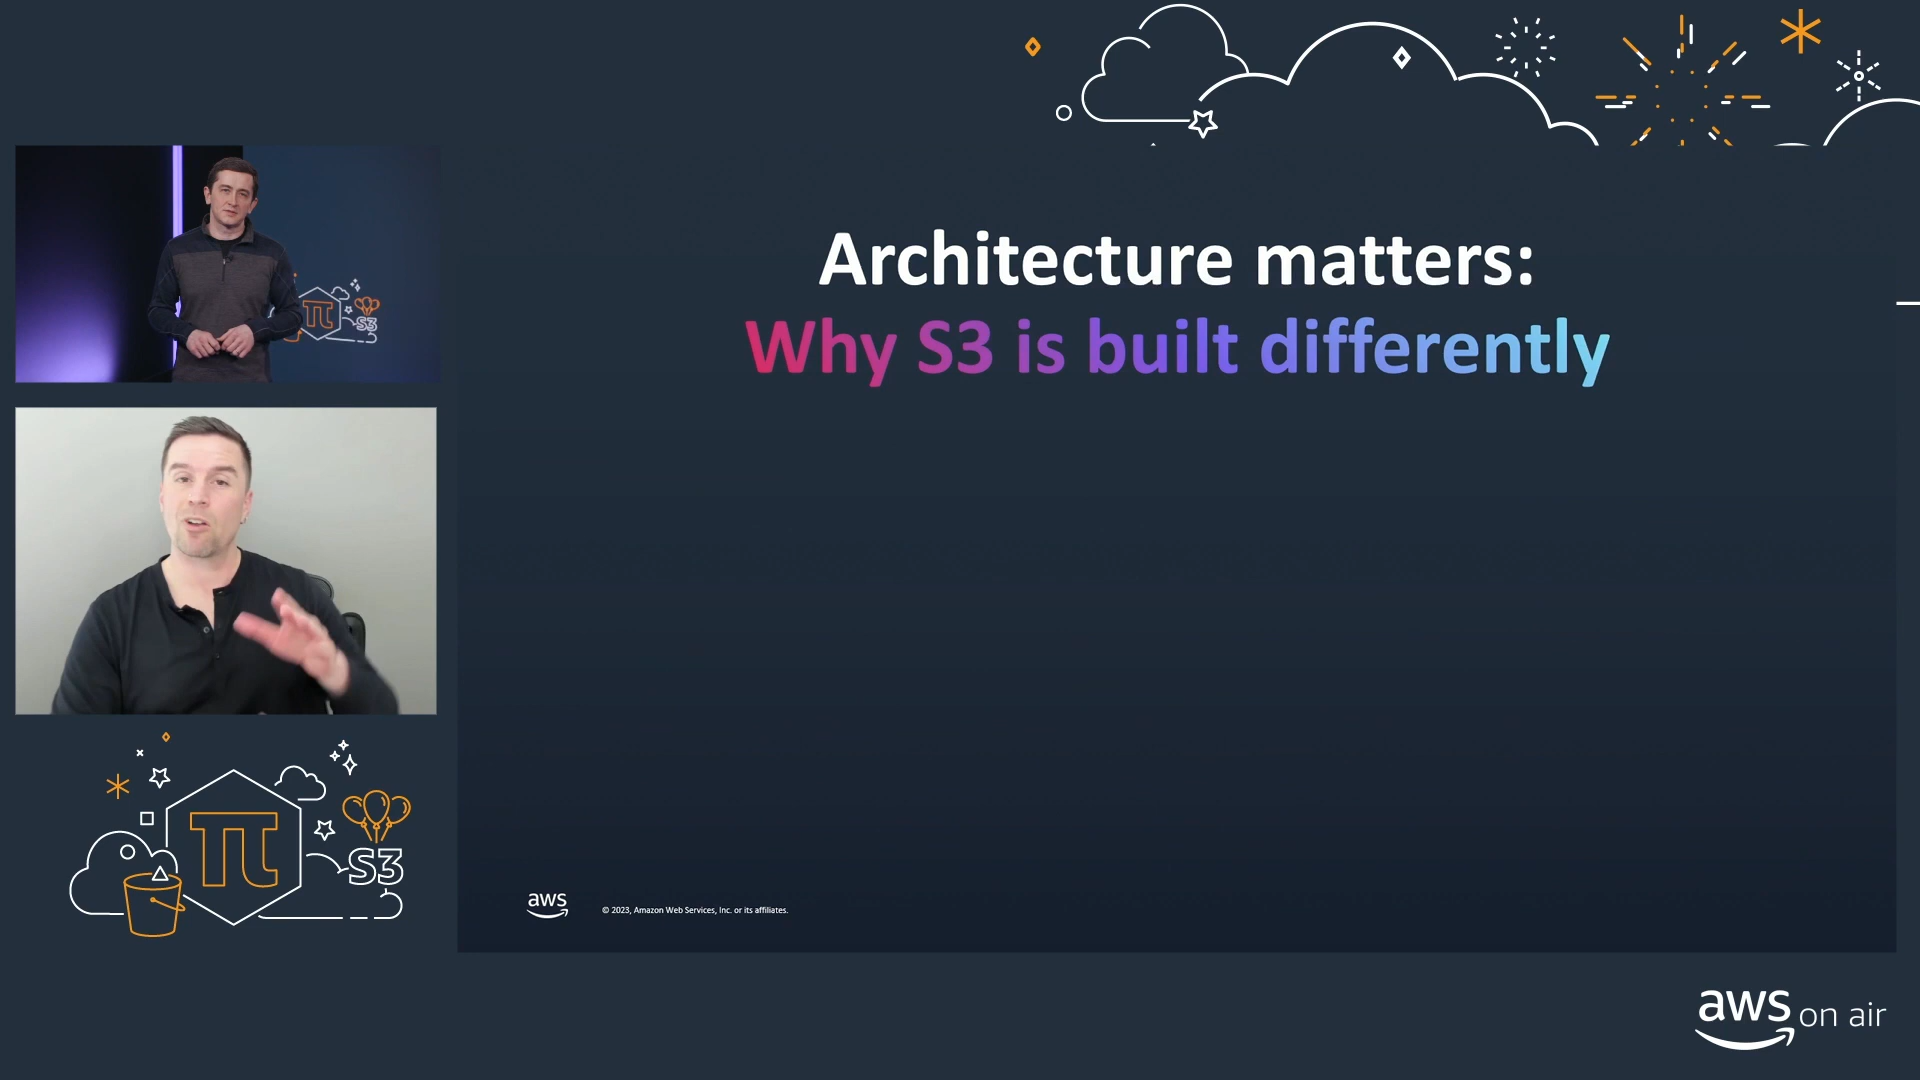 Architecture matters:
Why S3 is built differently
π
S3
π
S3
aws
© 2023, Amazon Web Services, Inc. or its affiliates.
aws on air